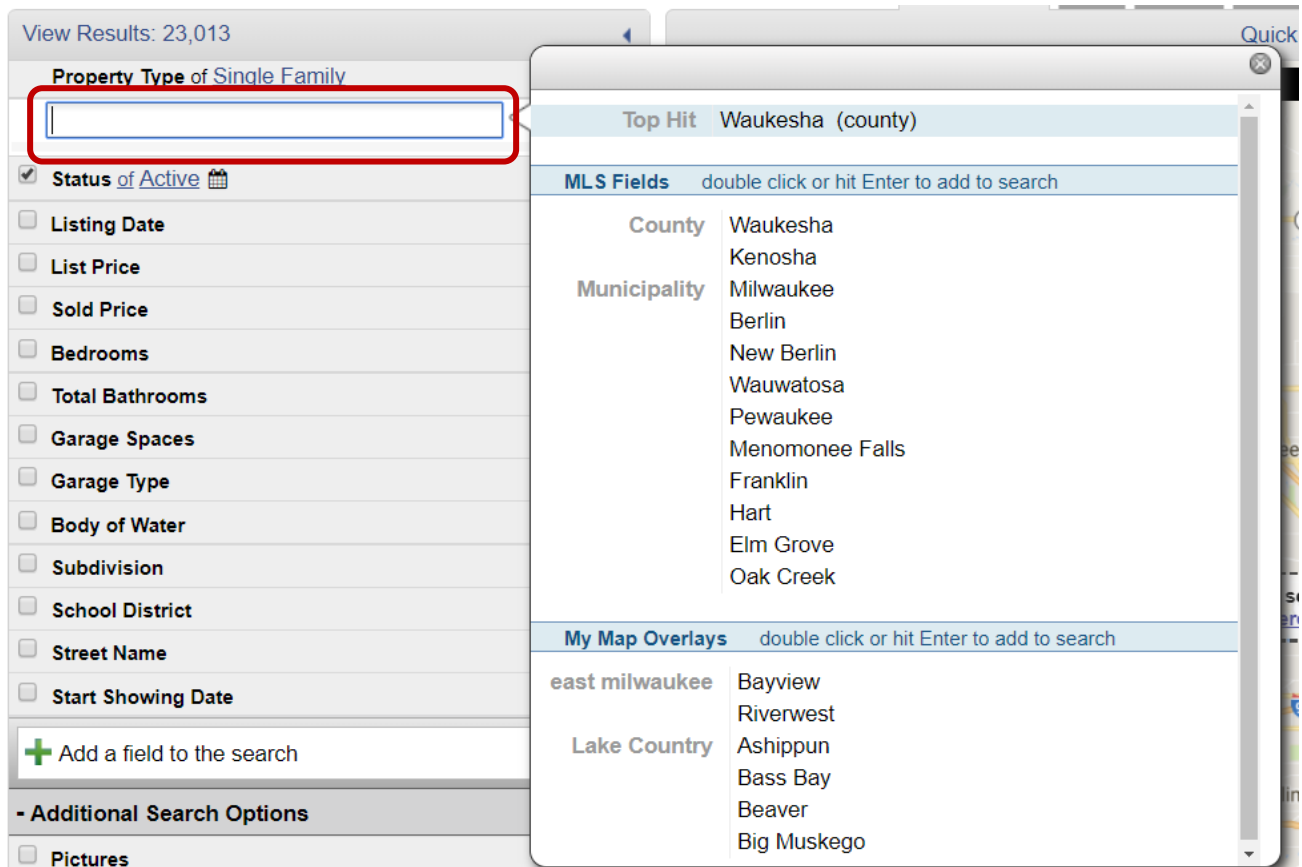 View Results: 23,013
Quick
Property Type of Single Family
Status of Active
Listing Date
List Price
Sold Price
Bedrooms
Total Bathrooms
Garage Spaces
Garage Type
Body of Water
Subdivision
School District
Street Name
Start Showing Date
Add a field to the search
- Additional Search Options
Pictures
Top Hit Waukesha (county)
MLS Fields double click or hit Enter to add to search
County Waukesha
Kenosha
Municipality Milwaukee
Berlin
New Berlin
Wauwatosa
Pewaukee
Menomonee Falls
Franklin
Hart
Elm Grove
Oak Creek
My Map Overlays double click or hit Enter to add to search
east milwaukee Bayview
Riverwest
Lake Country Ashippun
Bass Bay
Beaver
Big Muskego